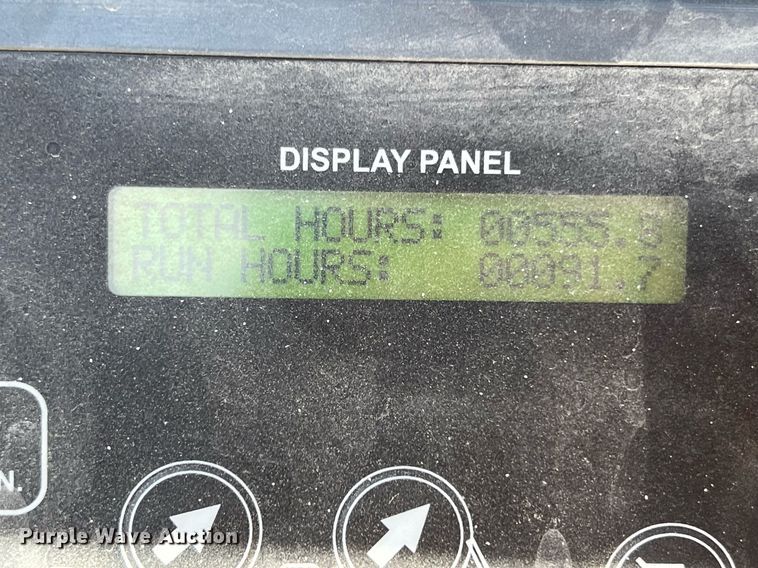 DISPLAY PANEL
TOTAL HOURS: 00555.8
RUN HOURS: 00091.7
N.
Purple Wave Auction